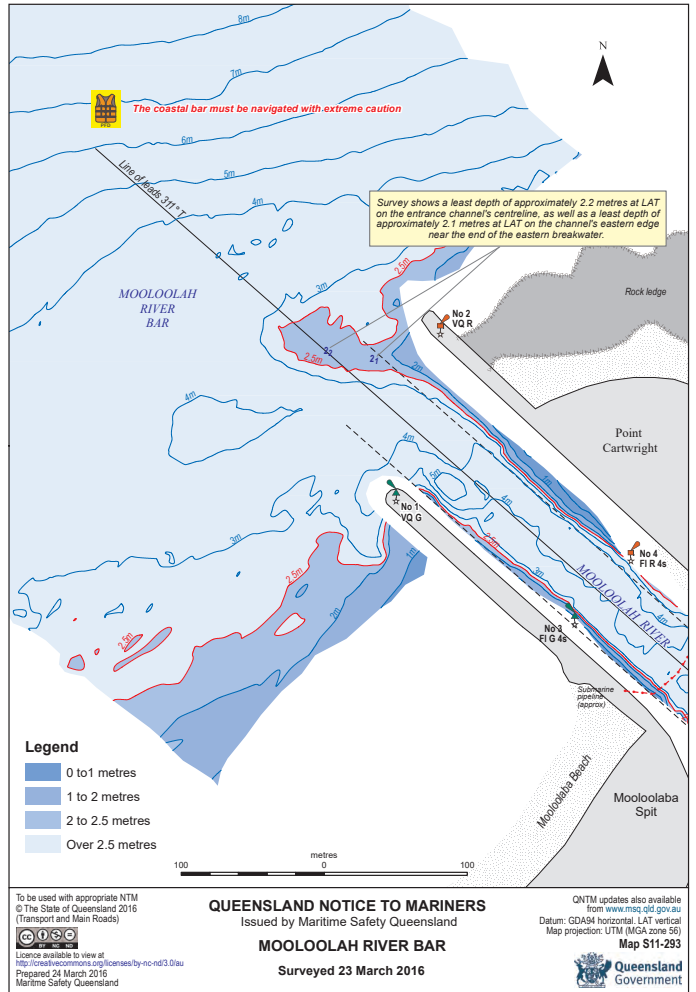 8m
7m
PFD
The coastal bar must be navigated with extreme caution
N
6m
Line of leads 311° T
5m
4m
Survey shows a least depth of approximately 2.2 metres at LAT
on the entrance channel's centreline, as well as a least depth of
approximately 2.1 metres at LAT on the channel's eastern edge
near the end of the eastern breakwater.
2.5m
3m
MOOLOOLAH
RIVER
BAR
Rock ledge
No 2
VQ R
2.5m
2₂
2₁
2m
4m
Point
Cartwright
4m
5m
1m
4m
No 1
VQ G
3m
2.5m
3m
No 4
Fl R 4s
1m
2.5m
MOOLOOLAH RIVER
2m
4m
No 3
Fl G 4s
2.5m
Submarine
pipeline
(approx)
Mooloolaba Beach
Mooloolaba
Spit
Legend
0 to1 metres
1 to 2 metres
2 to 2.5 metres
Over 2.5 metres
metres
100
0
100
To be used with appropriate NTM
© The State of Queensland 2016
(Transport and Main Roads)
cc
BY NC ND
Licence available to view at
http://creativecommons.org/licenses/by-nc-nd/3.0/au
Prepared 24 March 2016
Maritme Safety Queensland
QUEENSLAND NOTICE TO MARINERS
Issued by Maritime Safety Queensland
MOOLOOLAH RIVER BAR
Surveyed 23 March 2016
QNTM updates also available
from www.msq.qld.gov.au
Datum: GDA94 horizontal. LAT vertical
Map projection: UTM (MGA zone 56)
Map S11-293
Queensland
Government